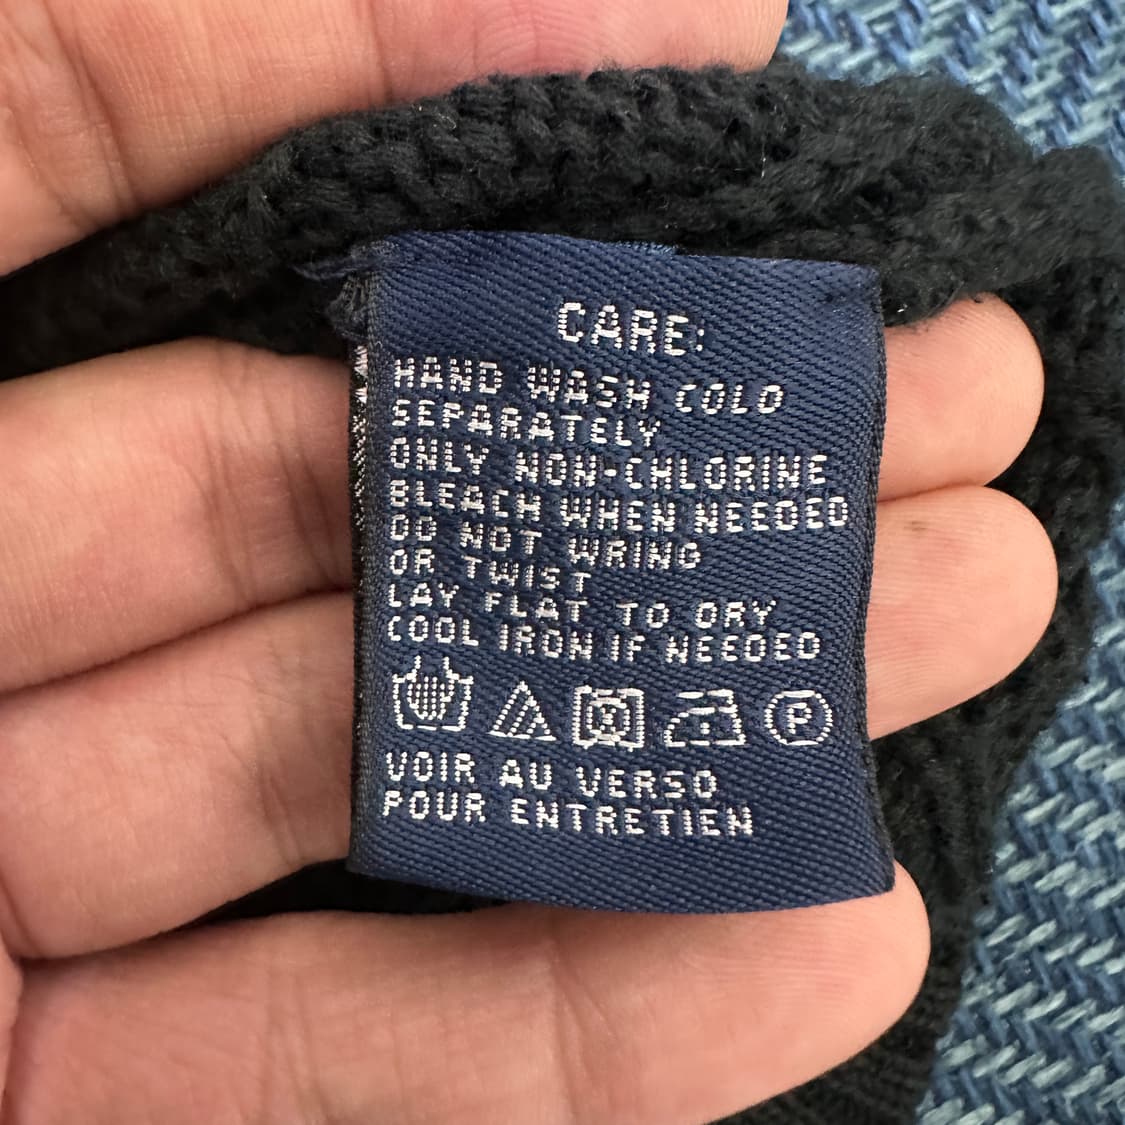 CARE:
HAND WASH COLD
SEPARATELY
ONLY NON-CHLORINE
BLEACH WHEN NEEDED
DO NOT WRING
OR TWIST
LAY FLAT TO DRY
COOL IRON IF NEEDED
P
VOIR AU VERSO
POUR ENTRETIEN